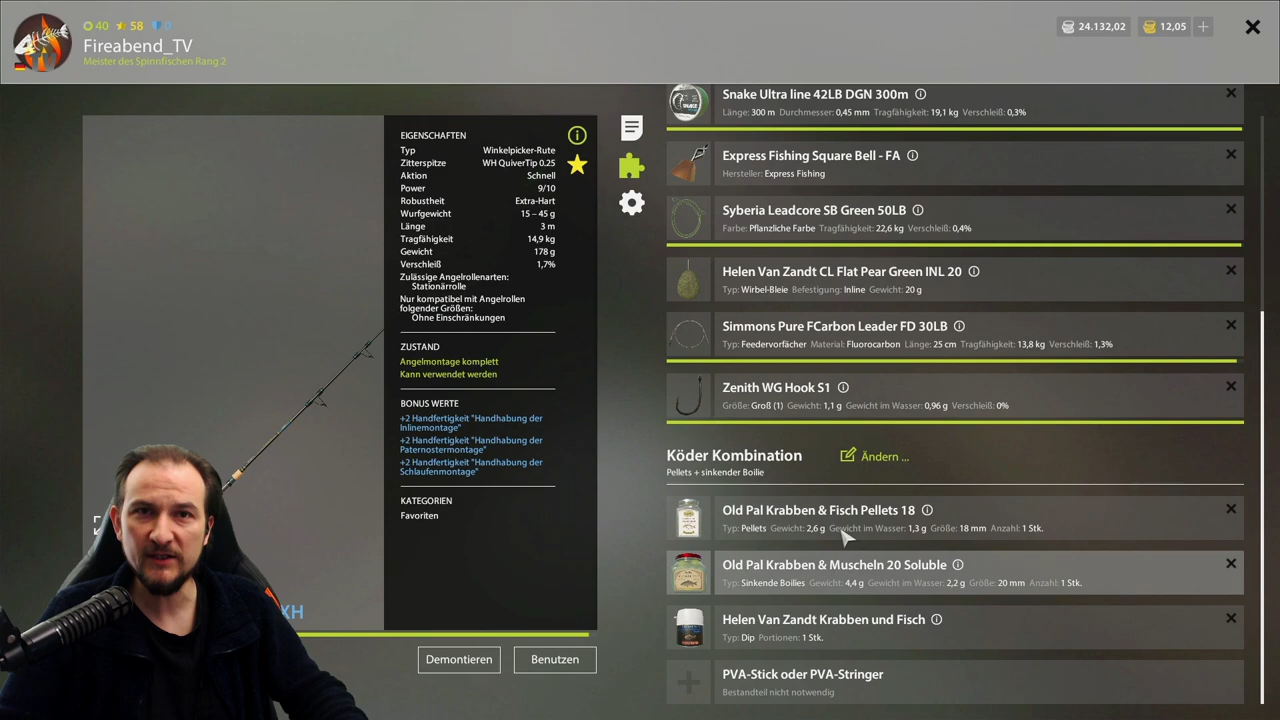 40 58 0
Fireabend_TV
Meister des Spinnfischen Rang 2
24.132,02 12,05
EIGENSCHAFTEN
Typ Winkelpicker-Rute
Zitterspitze WH QuiverTip 0.25
Aktion Schnell
Power 9/10
Robustheit Extra-Hart
Wurfgewicht 15 – 45 g
Länge 3 m
Tragfähigkeit 14,9 kg
Gewicht 178 g
Verschleiß 1,7%
Zulässige Angelrollenarten:
Stationärrolle
Nur kompatibel mit Angelrollen
folgender Größen:
Ohne Einschränkungen
ZUSTAND
Angelmontage komplett
Kann verwendet werden
BONUS WERTE
+2 Handfertigkeit "Handhabung der
Inlinemontage"
+2 Handfertigkeit "Handhabung der
Paternostermontage"
+2 Handfertigkeit "Handhabung der
Schlaufenmontage"
KATEGORIEN
Favoriten
XH
Demontieren
Benutzen
Snake Ultra line 42LB DGN 300m
Länge: 300 m Durchmesser: 0,45 mm Tragfähigkeit: 19,1 kg Verschleiß: 0,3%
Express Fishing Square Bell - FA
Hersteller: Express Fishing
Syberia Leadcore SB Green 50LB
Farbe: Pflanzliche Farbe Tragfähigkeit: 22,6 kg Verschleiß: 0,4%
Helen Van Zandt CL Flat Pear Green INL 20
Typ: Wirbel-Bleie Befestigung: Inline Gewicht: 20 g
Simmons Pure FCarbon Leader FD 30LB
Typ: Feedervorfächer Material: Fluorocarbon Länge: 25 cm Tragfähigkeit: 13,8 kg Verschleiß: 1,3%
Zenith WG Hook S1
Größe: Groß (1) Gewicht: 1,1 g Gewicht im Wasser: 0,96 g Verschleiß: 0%
Köder Kombination Ändern ...
Pellets + sinkender Boilie
Old Pal Krabben & Fisch Pellets 18
Typ: Pellets Gewicht: 2,6 g Gewicht im Wasser: 1,3 g Größe: 18 mm Anzahl: 1 Stk.
Old Pal Krabben & Muscheln 20 Soluble
Typ: Sinkende Boilies Gewicht: 4,4 g Gewicht im Wasser: 2,2 g Größe: 20 mm Anzahl: 1 Stk.
Helen Van Zandt Krabben und Fisch
Typ: Dip Portionen: 1 Stk.
PVA-Stick oder PVA-Stringer
Bestandteil nicht notwendig